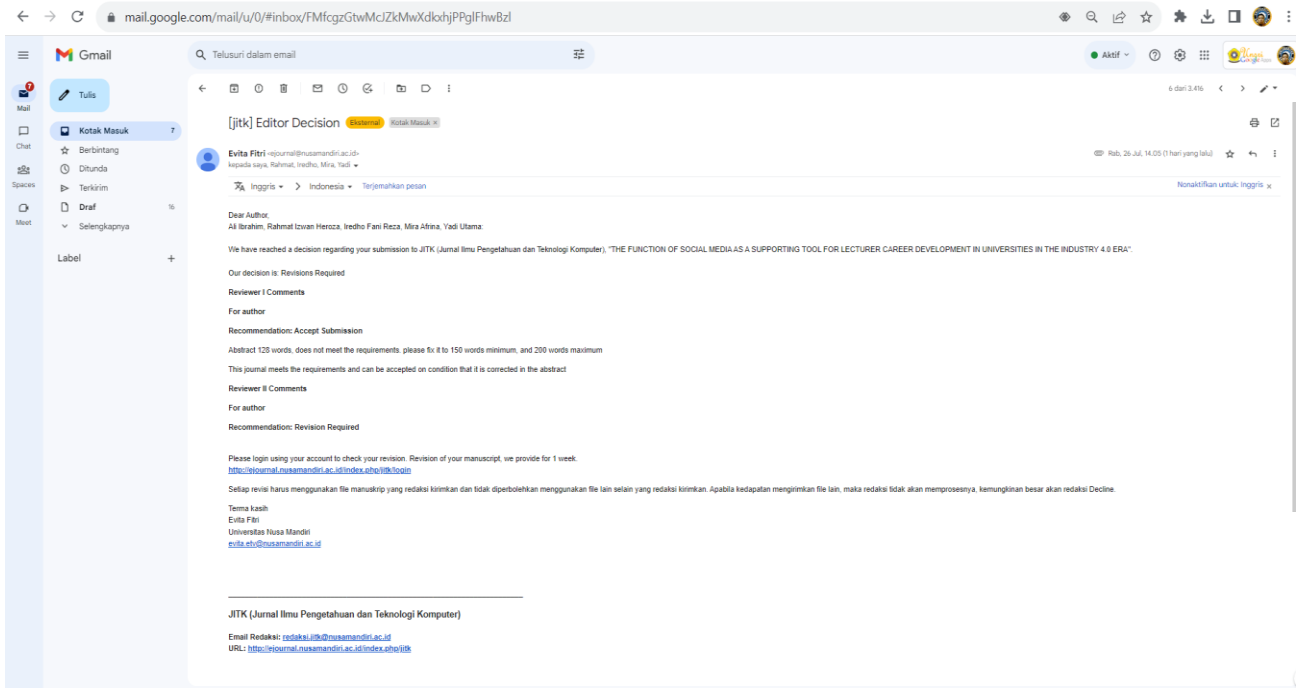 mail.google.com/mail/u/0/#inbox/FMfcgzGtwMcJZkMwXdkxhjPPglFhwBzl
Gmail
Telusuri dalam email
Aktif
7
Mail
Chat
Spaces
Meet
Tulis
Kotak Masuk 7
Berbintang
Ditunda
Terkirim
Draf 16
Selengkapnya
Label +
6 dari 3.416
[jitk] Editor Decision Eksternal Kotak Masuk ×
Evita Fitri <ejournal@nusamandiri.ac.id> Rab, 26 Jul, 14.05 (1 hari yang lalu)
kepada saya, Rahmat, Iredho, Mira, Yadi
Inggris > Indonesia Terjemahkan pesan Nonaktifkan untuk: Inggris x
Dear Author,
Ali Ibrahim, Rahmat Izwan Heroza, Iredho Fani Reza, Mira Afrina, Yadi Utama:
We have reached a decision regarding your submission to JITK (Jurnal Ilmu Pengetahuan dan Teknologi Komputer), "THE FUNCTION OF SOCIAL MEDIA AS A SUPPORTING TOOL FOR LECTURER CAREER DEVELOPMENT IN UNIVERSITIES IN THE INDUSTRY 4.0 ERA".
Our decision is: Revisions Required
Reviewer I Comments
For author
Recommendation: Accept Submission
Abstract 128 words, does not meet the requirements, please fix it to 150 words minimum, and 200 words maximum
This journal meets the requirements and can be accepted on condition that it is corrected in the abstract
Reviewer II Comments
For author
Recommendation: Revision Required
Please login using your account to check your revision. Revision of your manuscript, we provide for 1 week.
http://ejournal.nusamandiri.ac.id/index.php/jitk/login
Setiap revisi harus menggunakan file manuskrip yang redaksi kirimkan dan tidak diperbolehkan menggunakan file lain selain yang redaksi kirimkan. Apabila kedapatan mengirimkan file lain, maka redaksi tidak akan memprosesnya, kemungkinan besar akan redaksi Decline.
Terma kasih
Evita Fitri
Universitas Nusa Mandiri
evita.etv@nusamandiri.ac.id
JITK (Jurnal Ilmu Pengetahuan dan Teknologi Komputer)
Email Redaksi: redaksi.jitk@nusamandiri.ac.id
URL: http://ejournal.nusamandiri.ac.id/index.php/jitk